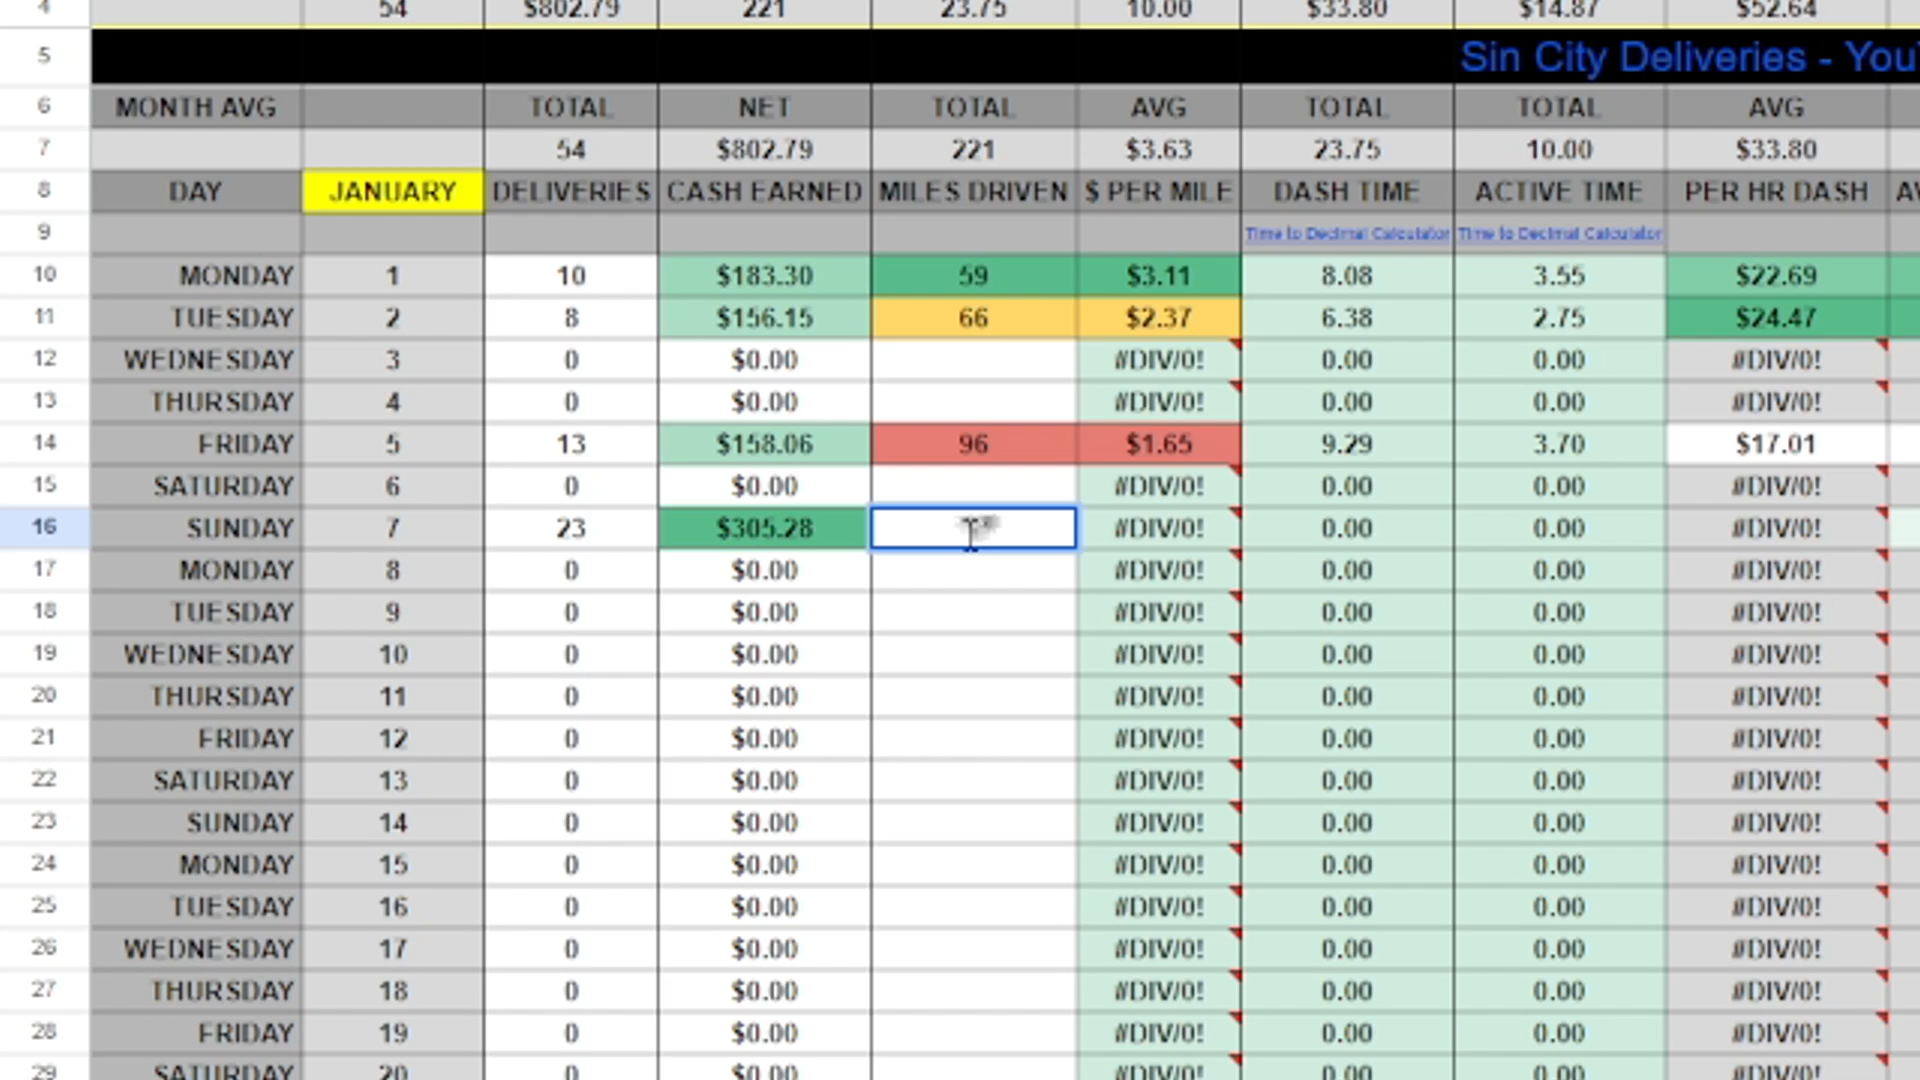 4 54 $802.79 221 23.75 10.00 $33.80 $14.87 $52.64
5 Sin City Deliveries - You
6 MONTH AVG TOTAL NET TOTAL AVG TOTAL TOTAL AVG
7 54 $802.79 221 $3.63 23.75 10.00 $33.80
8 DAY JANUARY DELIVERIES CASH EARNED MILES DRIVEN $ PER MILE DASH TIME ACTIVE TIME PER HR DASH
9 Time to Decimal Calculator Time to Decimal Calculator
10 MONDAY 1 10 $183.30 59 $3.11 8.08 3.55 $22.69
11 TUESDAY 2 8 $156.15 66 $2.37 6.38 2.75 $24.47
12 WEDNESDAY 3 0 $0.00 #DIV/0! 0.00 0.00 #DIV/0!
13 THURSDAY 4 0 $0.00 #DIV/0! 0.00 0.00 #DIV/0!
14 FRIDAY 5 13 $158.06 96 $1.65 9.29 3.70 $17.01
15 SATURDAY 6 0 $0.00 #DIV/0! 0.00 0.00 #DIV/0!
16 SUNDAY 7 23 $305.28 #DIV/0! 0.00 0.00 #DIV/0!
17 MONDAY 8 0 $0.00 #DIV/0! 0.00 0.00 #DIV/0!
18 TUESDAY 9 0 $0.00 #DIV/0! 0.00 0.00 #DIV/0!
19 WEDNESDAY 10 0 $0.00 #DIV/0! 0.00 0.00 #DIV/0!
20 THURSDAY 11 0 $0.00 #DIV/0! 0.00 0.00 #DIV/0!
21 FRIDAY 12 0 $0.00 #DIV/0! 0.00 0.00 #DIV/0!
22 SATURDAY 13 0 $0.00 #DIV/0! 0.00 0.00 #DIV/0!
23 SUNDAY 14 0 $0.00 #DIV/0! 0.00 0.00 #DIV/0!
24 MONDAY 15 0 $0.00 #DIV/0! 0.00 0.00 #DIV/0!
25 TUESDAY 16 0 $0.00 #DIV/0! 0.00 0.00 #DIV/0!
26 WEDNESDAY 17 0 $0.00 #DIV/0! 0.00 0.00 #DIV/0!
27 THURSDAY 18 0 $0.00 #DIV/0! 0.00 0.00 #DIV/0!
28 FRIDAY 19 0 $0.00 #DIV/0! 0.00 0.00 #DIV/0!
29 SATURDAY 20 0 $0.00 #DIV/0! 0.00 0.00 #DIV/0!